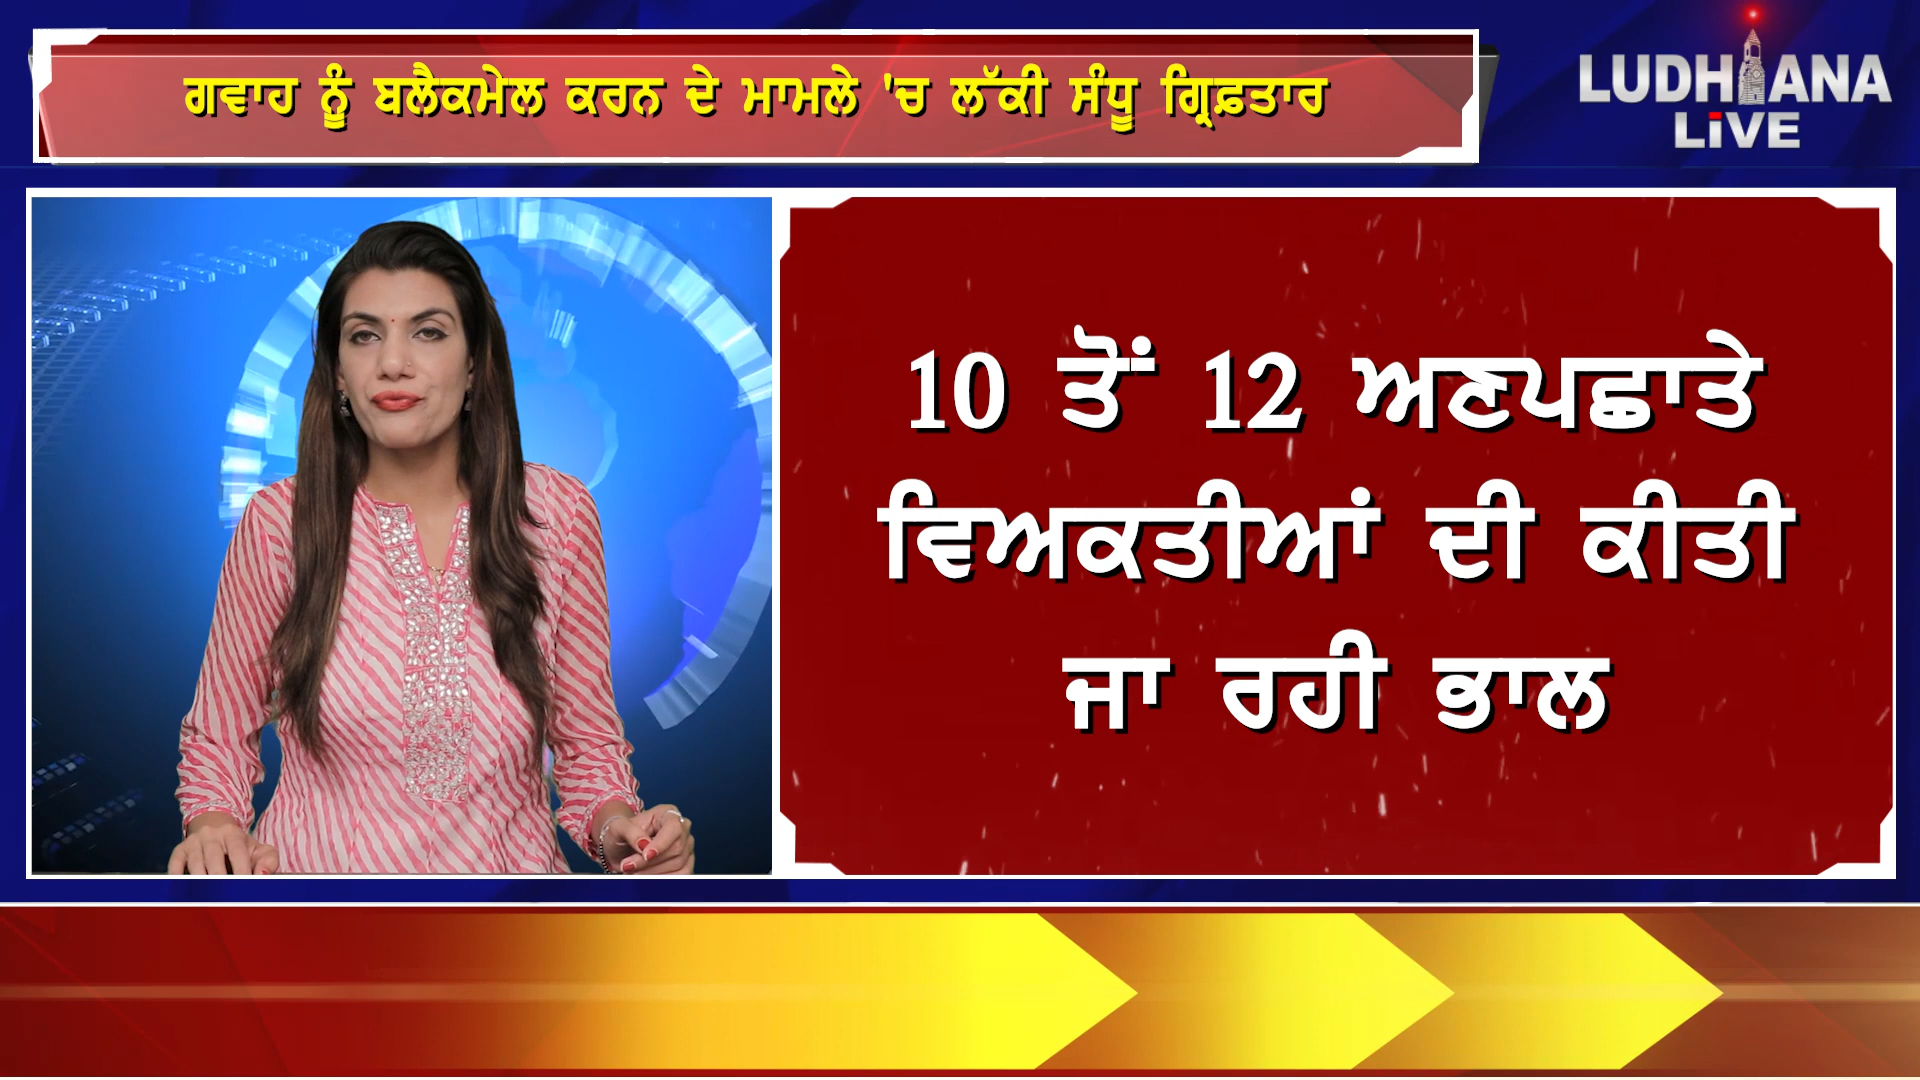 ਗਵਾਹ ਨੂੰ ਬਲੈਕਮੇਲ ਕਰਨ ਦੇ ਮਾਮਲੇ 'ਚ ਲੱਕੀ ਸੰਧੂ ਗ੍ਰਿਫ਼ਤਾਰ
LUDHIANA
LiVE
10 ਤੋਂ 12 ਅਣਪਛਾਤੇ
ਵਿਅਕਤੀਆਂ ਦੀ ਕੀਤੀ
ਜਾ ਰਹੀ ਭਾਲ